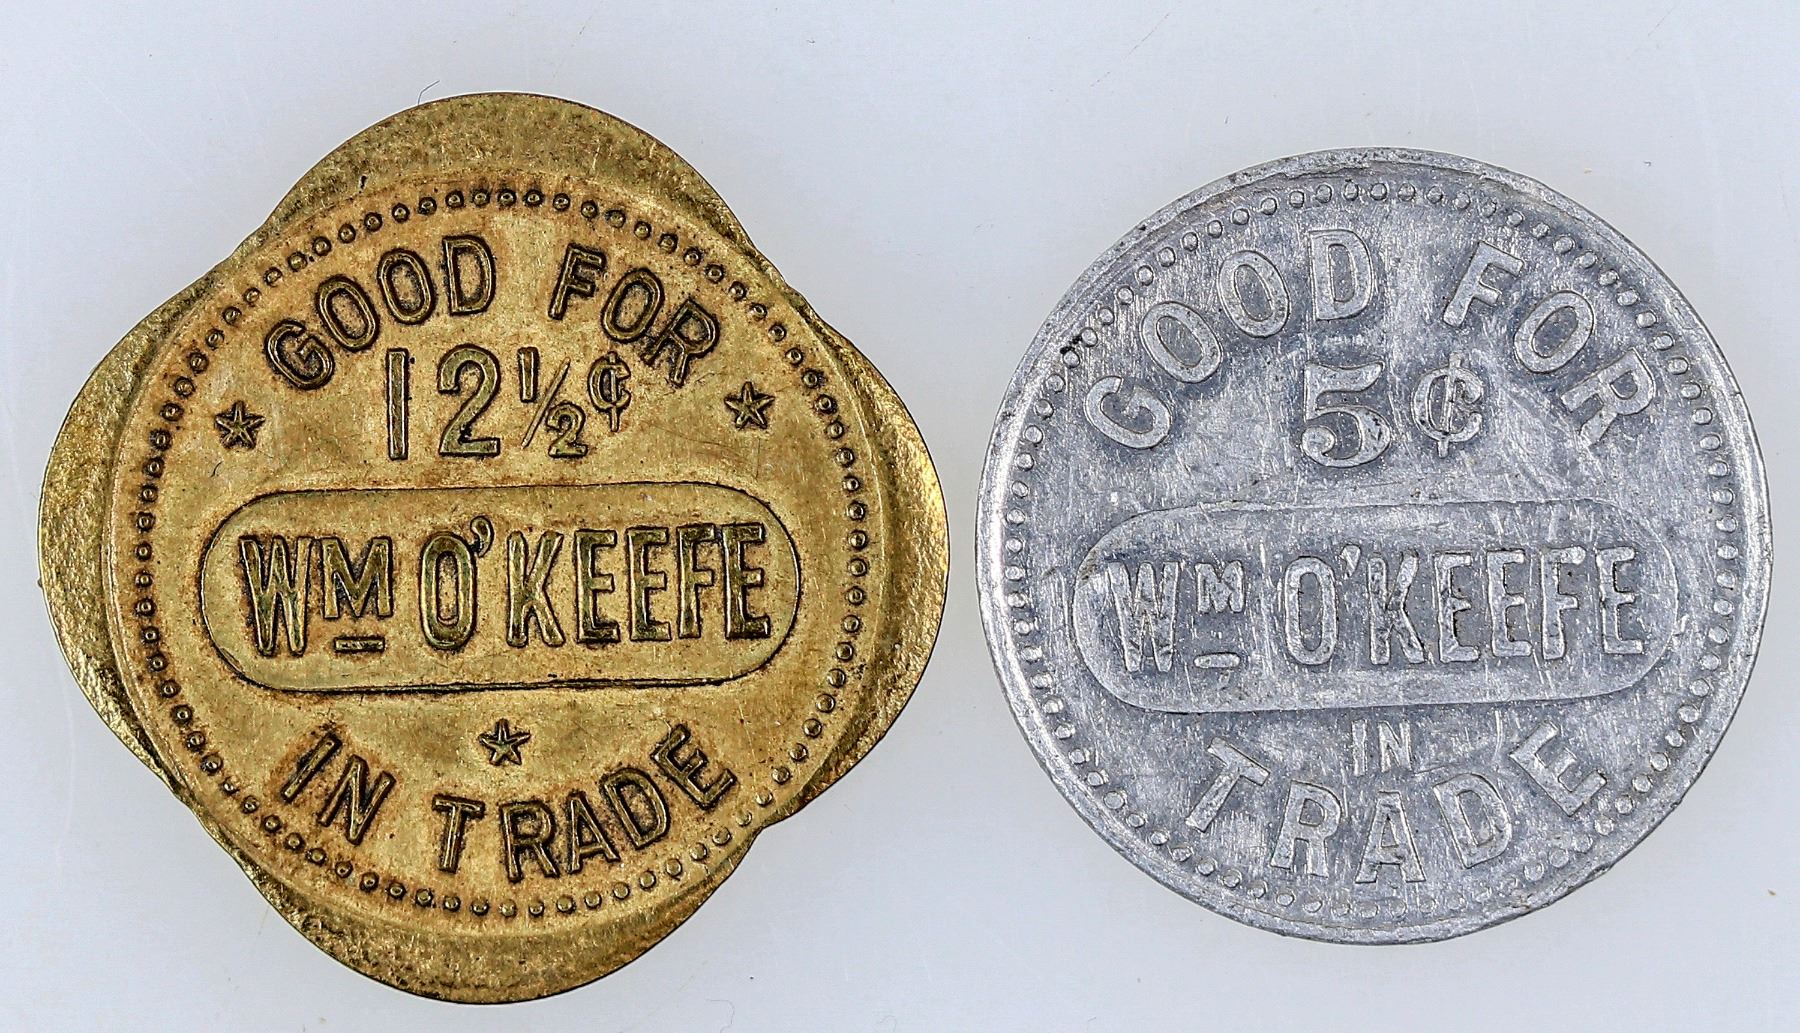 GOOD FOR
12½¢
WM O'KEEFE
IN TRADE
GOOD FOR
5¢
WM O'KEEFE
IN
TRADE